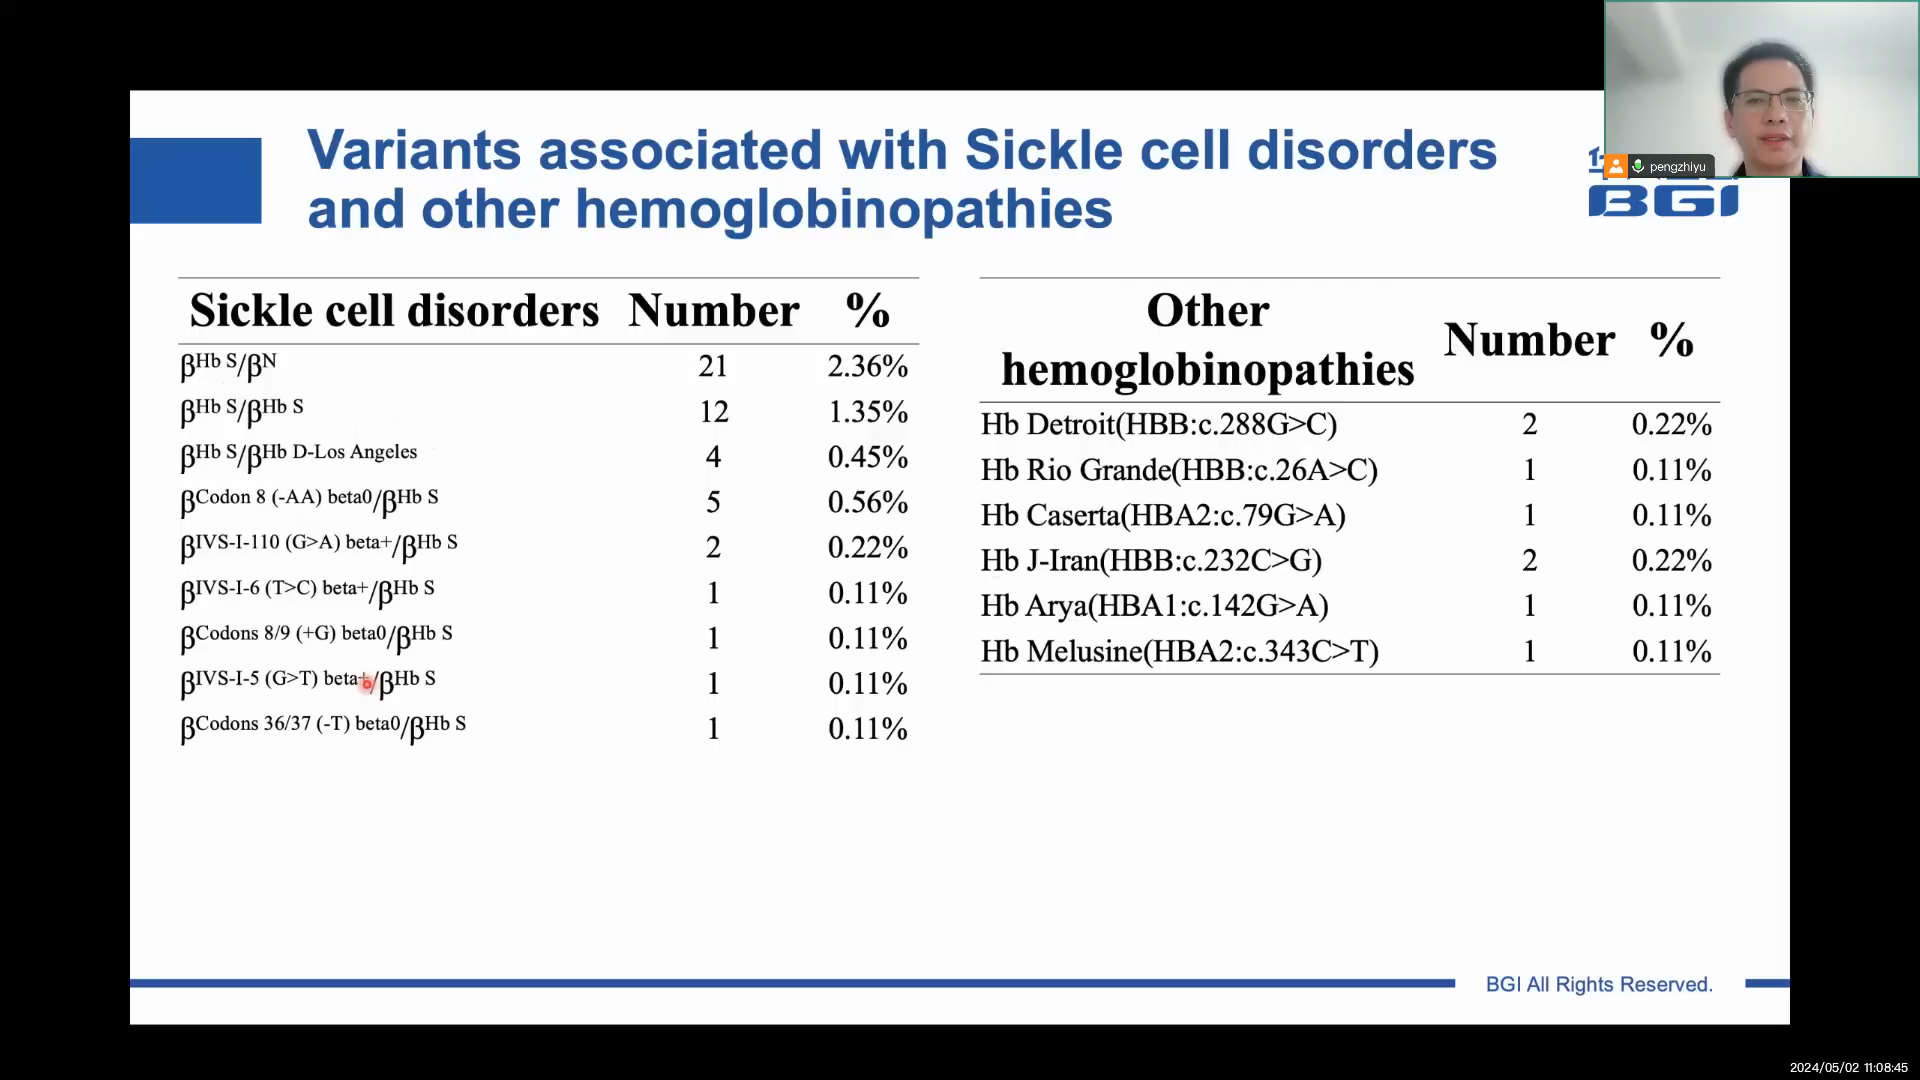 Variants associated with Sickle cell disorders
and other hemoglobinopathies
pengzhiyu
BGI
Sickle cell disorders Number %
βHb S/βN 21 2.36%
βHb S/βHb S 12 1.35%
βHb S/βHb D-Los Angeles 4 0.45%
βCodon 8 (-AA) beta0/βHb S 5 0.56%
βIVS-I-110 (G>A) beta+/βHb S 2 0.22%
βIVS-I-6 (T>C) beta+/βHb S 1 0.11%
βCodons 8/9 (+G) beta0/βHb S 1 0.11%
βIVS-I-5 (G>T) beta+/βHb S 1 0.11%
βCodons 36/37 (-T) beta0/βHb S 1 0.11%
Other
hemoglobinopathies Number %
Hb Detroit(HBB:c.288G>C) 2 0.22%
Hb Rio Grande(HBB:c.26A>C) 1 0.11%
Hb Caserta(HBA2:c.79G>A) 1 0.11%
Hb J-Iran(HBB:c.232C>G) 2 0.22%
Hb Arya(HBA1:c.142G>A) 1 0.11%
Hb Melusine(HBA2:c.343C>T) 1 0.11%
BGI All Rights Reserved.
2024/05/02 11:08:45